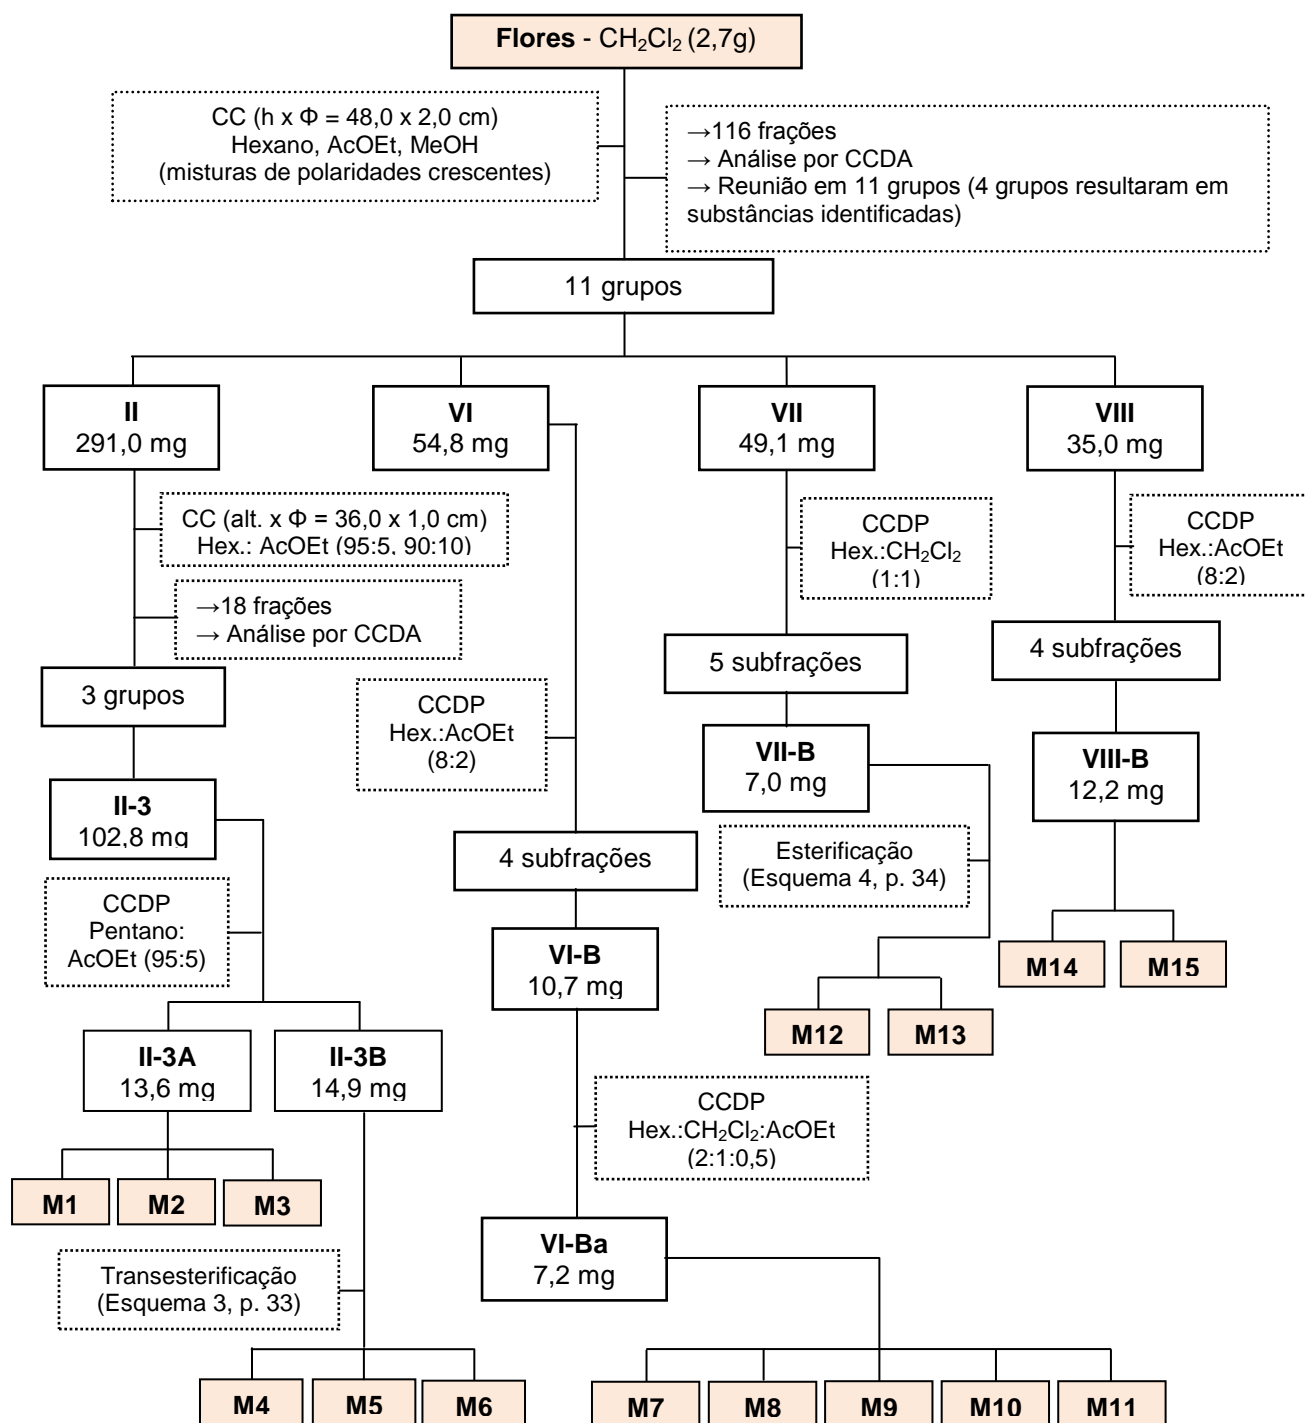 Flores - CH₂Cl₂ (2,7g)
CC (h x Φ = 48,0 x 2,0 cm)
Hexano, AcOEt, MeOH
(misturas de polaridades crescentes)
→116 frações
→ Análise por CCDA
→ Reunião em 11 grupos (4 grupos resultaram em
substâncias identificadas)
11 grupos
II
291,0 mg
VI
54,8 mg
VII
49,1 mg
VIII
35,0 mg
CC (alt. x Φ = 36,0 x 1,0 cm)
Hex.: AcOEt (95:5, 90:10)
→18 frações
→ Análise por CCDA
CCDP
Hex.:CH₂Cl₂
(1:1)
CCDP
Hex.:AcOEt
(8:2)
3 grupos
CCDP
Hex.:AcOEt
(8:2)
5 subfrações
4 subfrações
II-3
102,8 mg
VII-B
7,0 mg
VIII-B
12,2 mg
4 subfrações
Esterificação
(Esquema 4, p. 34)
CCDP
Pentano:
AcOEt (95:5)
VI-B
10,7 mg
M14
M15
M12
M13
II-3A
13,6 mg
II-3B
14,9 mg
CCDP
Hex.:CH₂Cl₂:AcOEt
(2:1:0,5)
M1
M2
M3
VI-Ba
7,2 mg
Transesterificação
(Esquema 3, p. 33)
M4
M5
M6
M7
M8
M9
M10
M11